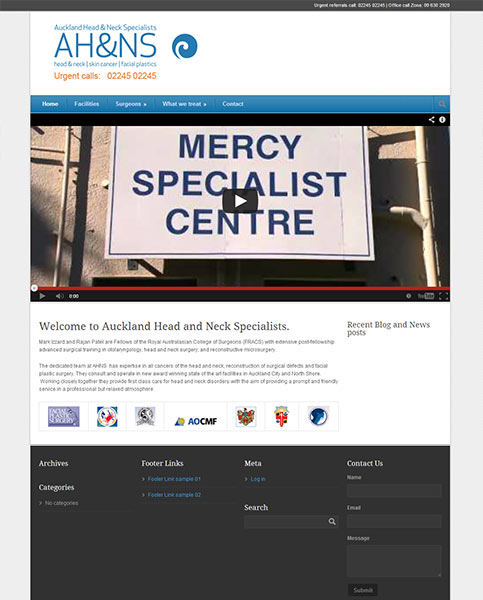 Urgent referrals call: 02245 02245 | Office call Zona: 09 630 2920
Auckland Head & Neck Specialists
AH&NS
head & neck | skin cancer | facial plastics
Urgent calls: 02245 02245
Home Facilities Surgeons » What we treat » Contact
MERCY
SPECIALIST
CENTRE
0:00
YouTube
Welcome to Auckland Head and Neck Specialists.
Mark Izzard and Rajan Patel are Fellows of the Royal Australasian College of Surgeons (FRACS) with extensive post-fellowship
advanced surgical training in otolaryngology, head and neck surgery, and reconstructive microsurgery.
The dedicated team at AHNS has expertise in all cancers of the head and neck, reconstruction of surgical defects and facial
plastic surgery. They consult and operate in new award winning state of the art facilities in Auckland City and North Shore.
Working closely together they provide first class care for head and neck disorders with the aim of providing a prompt and friendly
service in a professional but relaxed atmosphere.
FACIAL
PLASTIC
SURGERY
AOCMF
Recent Blog and News
posts
Archives
Categories
No categories
Footer Links
Footer Link sample 01
Footer Link sample 02
Meta
Log in
Search
Contact Us
Name
Email
Message
Submit